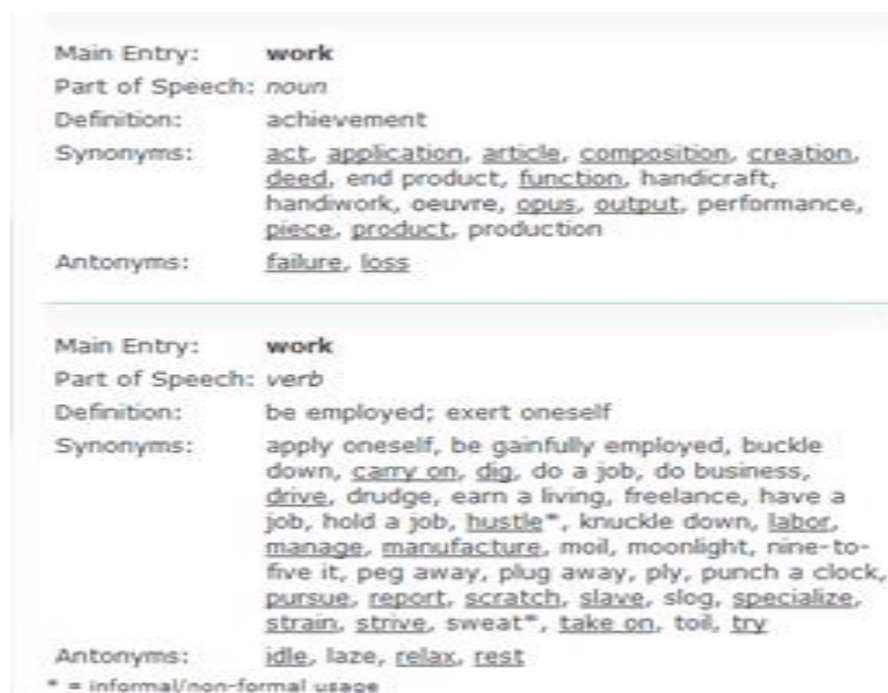 Main Entry: work
Part of Speech: noun
Definition: achievement
Synonyms: act, application, article, composition, creation,
deed, end product, function, handicraft,
handiwork, oeuvre, opus, output, performance,
piece, product, production
Antonyms: failure, loss
Main Entry: work
Part of Speech: verb
Definition: be employed; exert oneself
Synonyms: apply oneself, be gainfully employed, buckle
down, carry on, dig, do a job, do business,
drive, drudge, earn a living, freelance, have a
job, hold a job, hustle*, knuckle down, labor,
manage, manufacture, moil, moonlight, nine-to-
five it, peg away, plug away, ply, punch a clock,
pursue, report, scratch, slave, slog, specialize,
strain, strive, sweat*, take on, toil, try
Antonyms: idle, laze, relax, rest
* = informal/non-formal usage